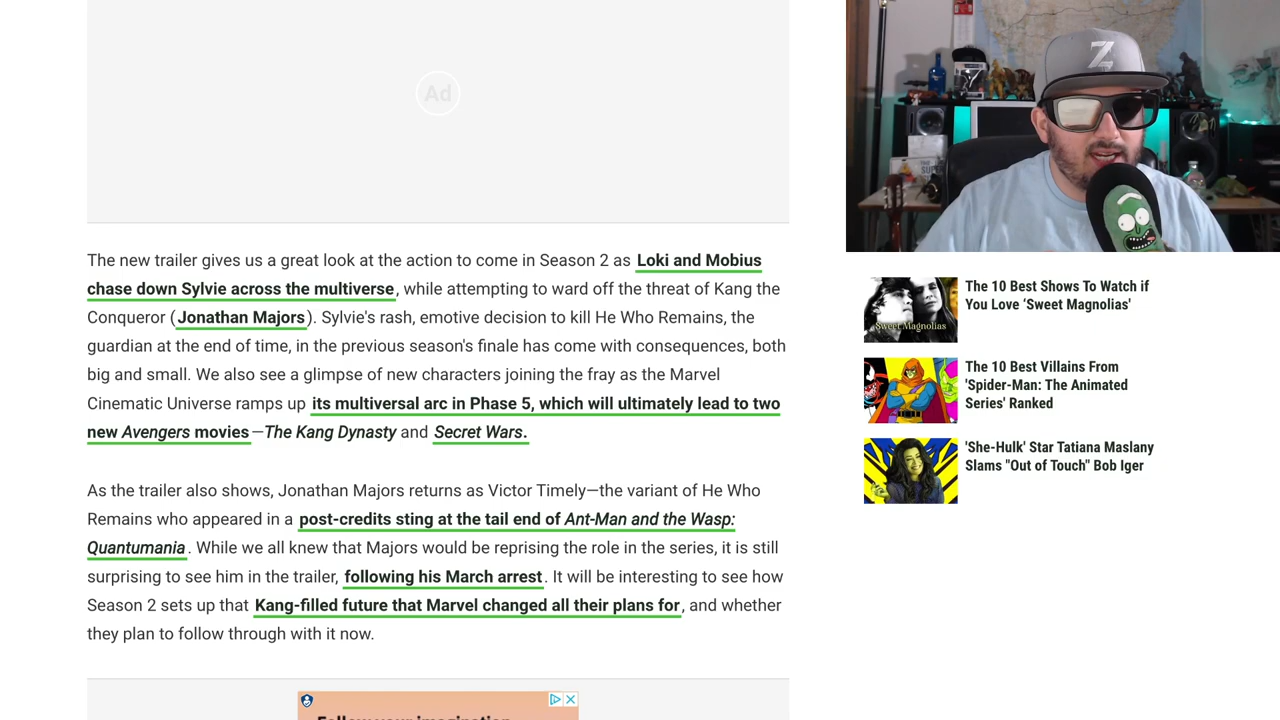 Ad
Z
The new trailer gives us a great look at the action to come in Season 2 as Loki and Mobius
chase down Sylvie across the multiverse, while attempting to ward off the threat of Kang the
Conqueror (Jonathan Majors). Sylvie's rash, emotive decision to kill He Who Remains, the
guardian at the end of time, in the previous season's finale has come with consequences, both
big and small. We also see a glimpse of new characters joining the fray as the Marvel
Cinematic Universe ramps up its multiversal arc in Phase 5, which will ultimately lead to two
new Avengers movies—The Kang Dynasty and Secret Wars.
As the trailer also shows, Jonathan Majors returns as Victor Timely—the variant of He Who
Remains who appeared in a post-credits sting at the tail end of Ant-Man and the Wasp:
Quantumania. While we all knew that Majors would be reprising the role in the series, it is still
surprising to see him in the trailer, following his March arrest. It will be interesting to see how
Season 2 sets up that Kang-filled future that Marvel changed all their plans for, and whether
they plan to follow through with it now.
Follow your imagination
Sweet Magnolias
The 10 Best Shows To Watch if
You Love ‘Sweet Magnolias’
The 10 Best Villains From
'Spider-Man: The Animated
Series' Ranked
'She-Hulk' Star Tatiana Maslany
Slams "Out of Touch" Bob Iger